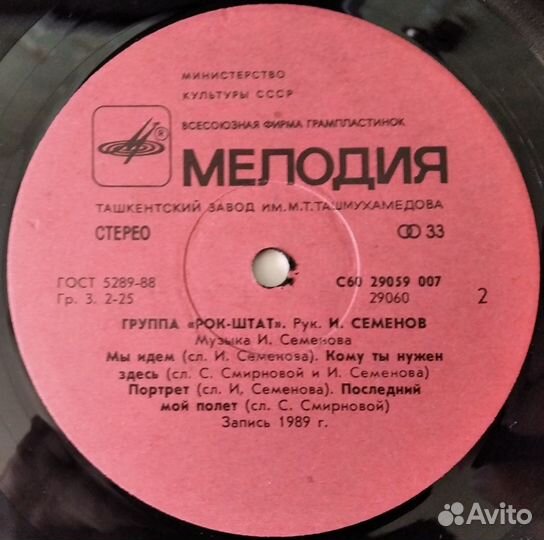 МИНИСТЕРСТВО
КУЛЬТУРЫ СССР
ВСЕСОЮЗНАЯ ФИРМА ГРАМПЛАСТИНОК
®
МЕЛОДИЯ
ТАШКЕНТСКИЙ ЗАВОД ИМ. М. Т. ТАШМУХАМЕДОВА
СТЕРЕО 33
ГОСТ 5289-88 С60 29059 007
Гр. 3. 2-25 29060 2
ГРУППА «РОК-ШТАТ». Рук. И. СЕМЕНОВ
Музыка И. Семенова
Мы идем (сл. И. Семенова). Кому ты нужен
здесь (сл. С. Смирновой и И. Семенова)
Портрет (сл. И. Семенова). Последний
мой полет (сл. С. Смирновой)
Запись 1989 г.
Avito